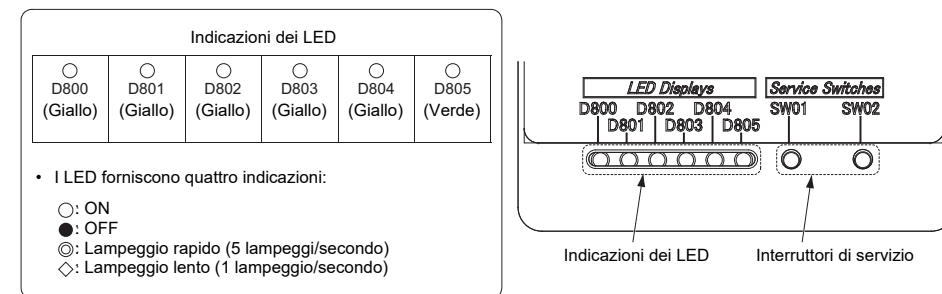 Indicazioni dei LED
D800 D801 D802 D803 D804 D805
(Giallo) (Giallo) (Giallo) (Giallo) (Giallo) (Verde)
• I LED forniscono quattro indicazioni:
○: ON
●: OFF
◎: Lampeggio rapido (5 lampeggi/secondo)
◇: Lampeggio lento (1 lampeggio/secondo)
LED Displays Service Switches
D800 D802 D804 SW01 SW02
D801 D803 D805
Indicazioni dei LED Interruttori di servizio